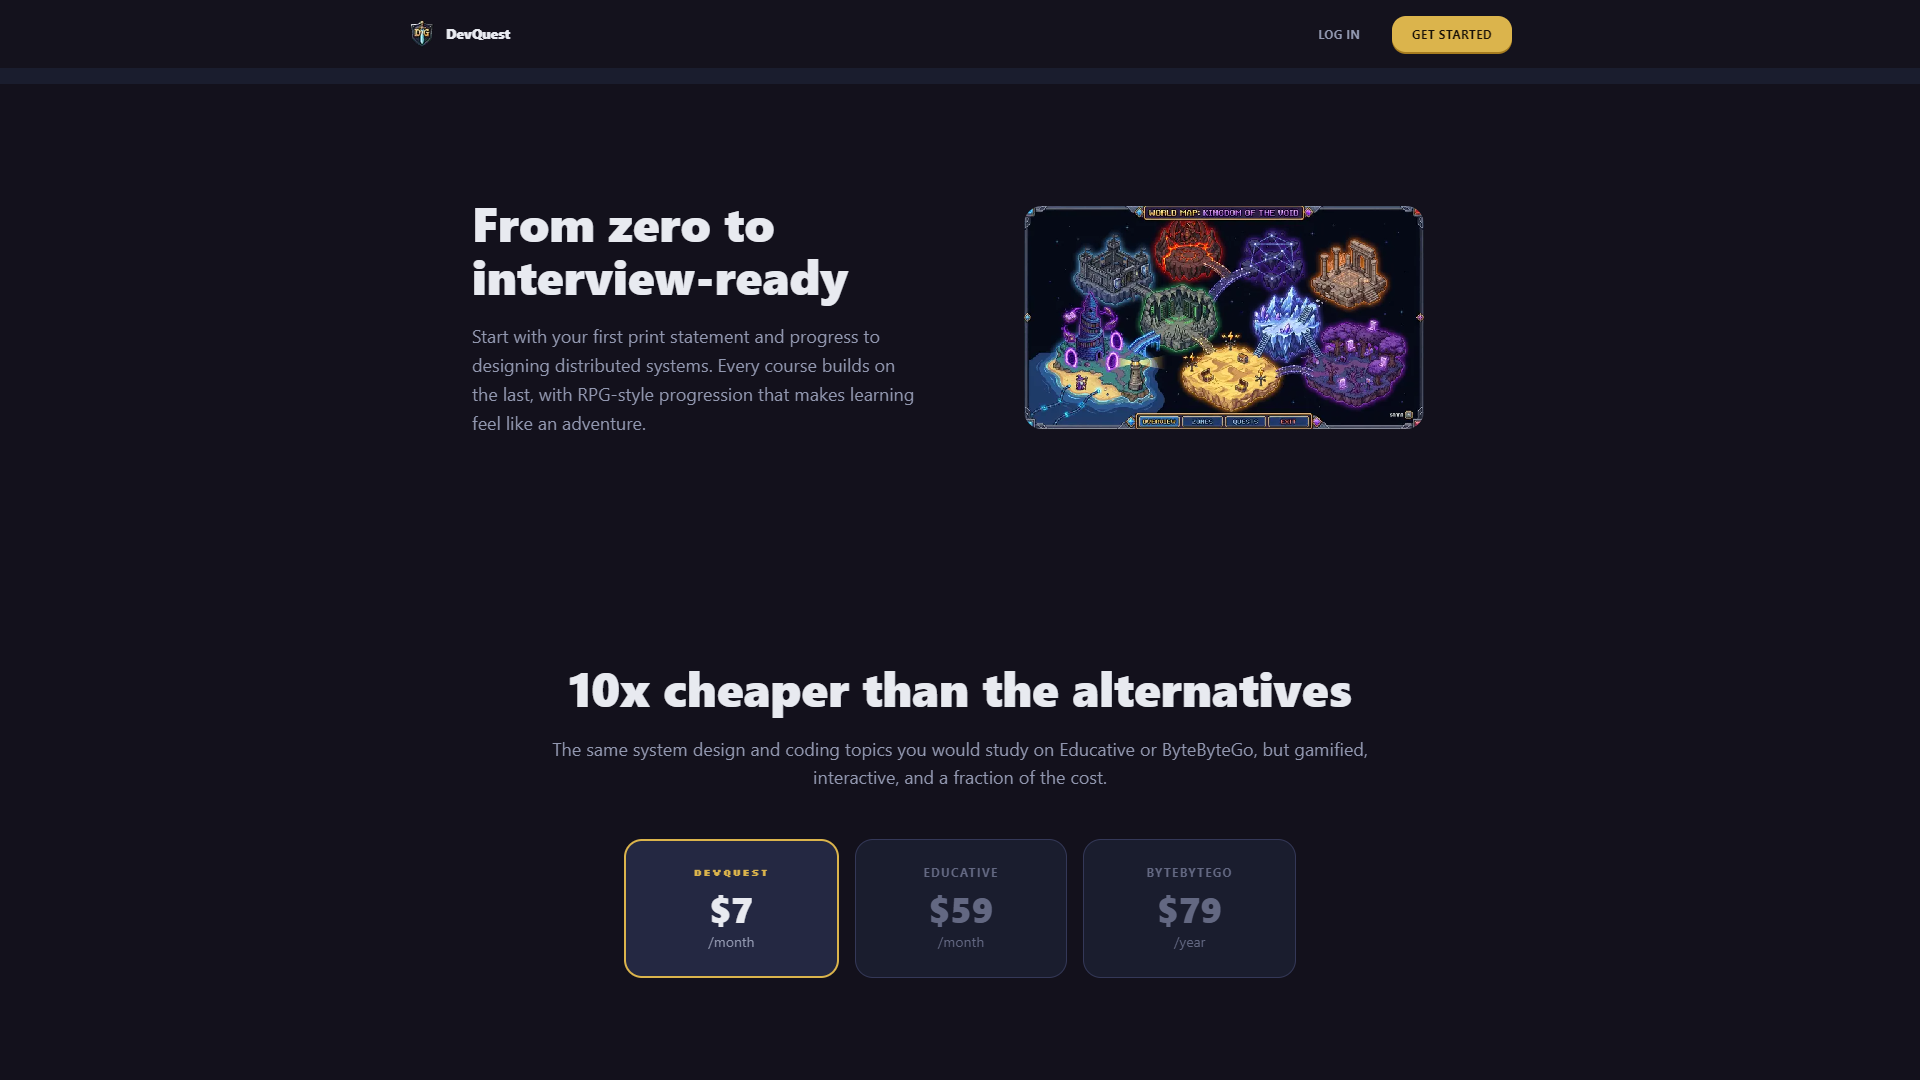 DevQuest
LOG IN
GET STARTED
From zero to
interview-ready
Start with your first print statement and progress to
designing distributed systems. Every course builds on
the last, with RPG-style progression that makes learning
feel like an adventure.
WORLD MAP: KINGDOM OF THE VOID
OVERVIEW
ZONES
QUESTS
EXIT
10x cheaper than the alternatives
The same system design and coding topics you would study on Educative or ByteByteGo, but gamified,
interactive, and a fraction of the cost.
DEVQUEST
$7
/month
EDUCATIVE
$59
/month
BYTEBYTEGO
$79
/year